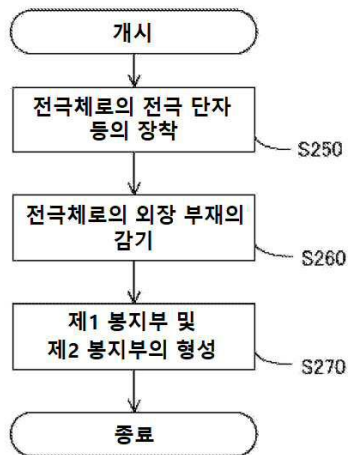 개시
전극체로의 전극 단자
등의 장착
S250
전극체로의 외장 부재의
감기
S260
제1 봉지부 및
제2 봉지부의 형성
S270
종료